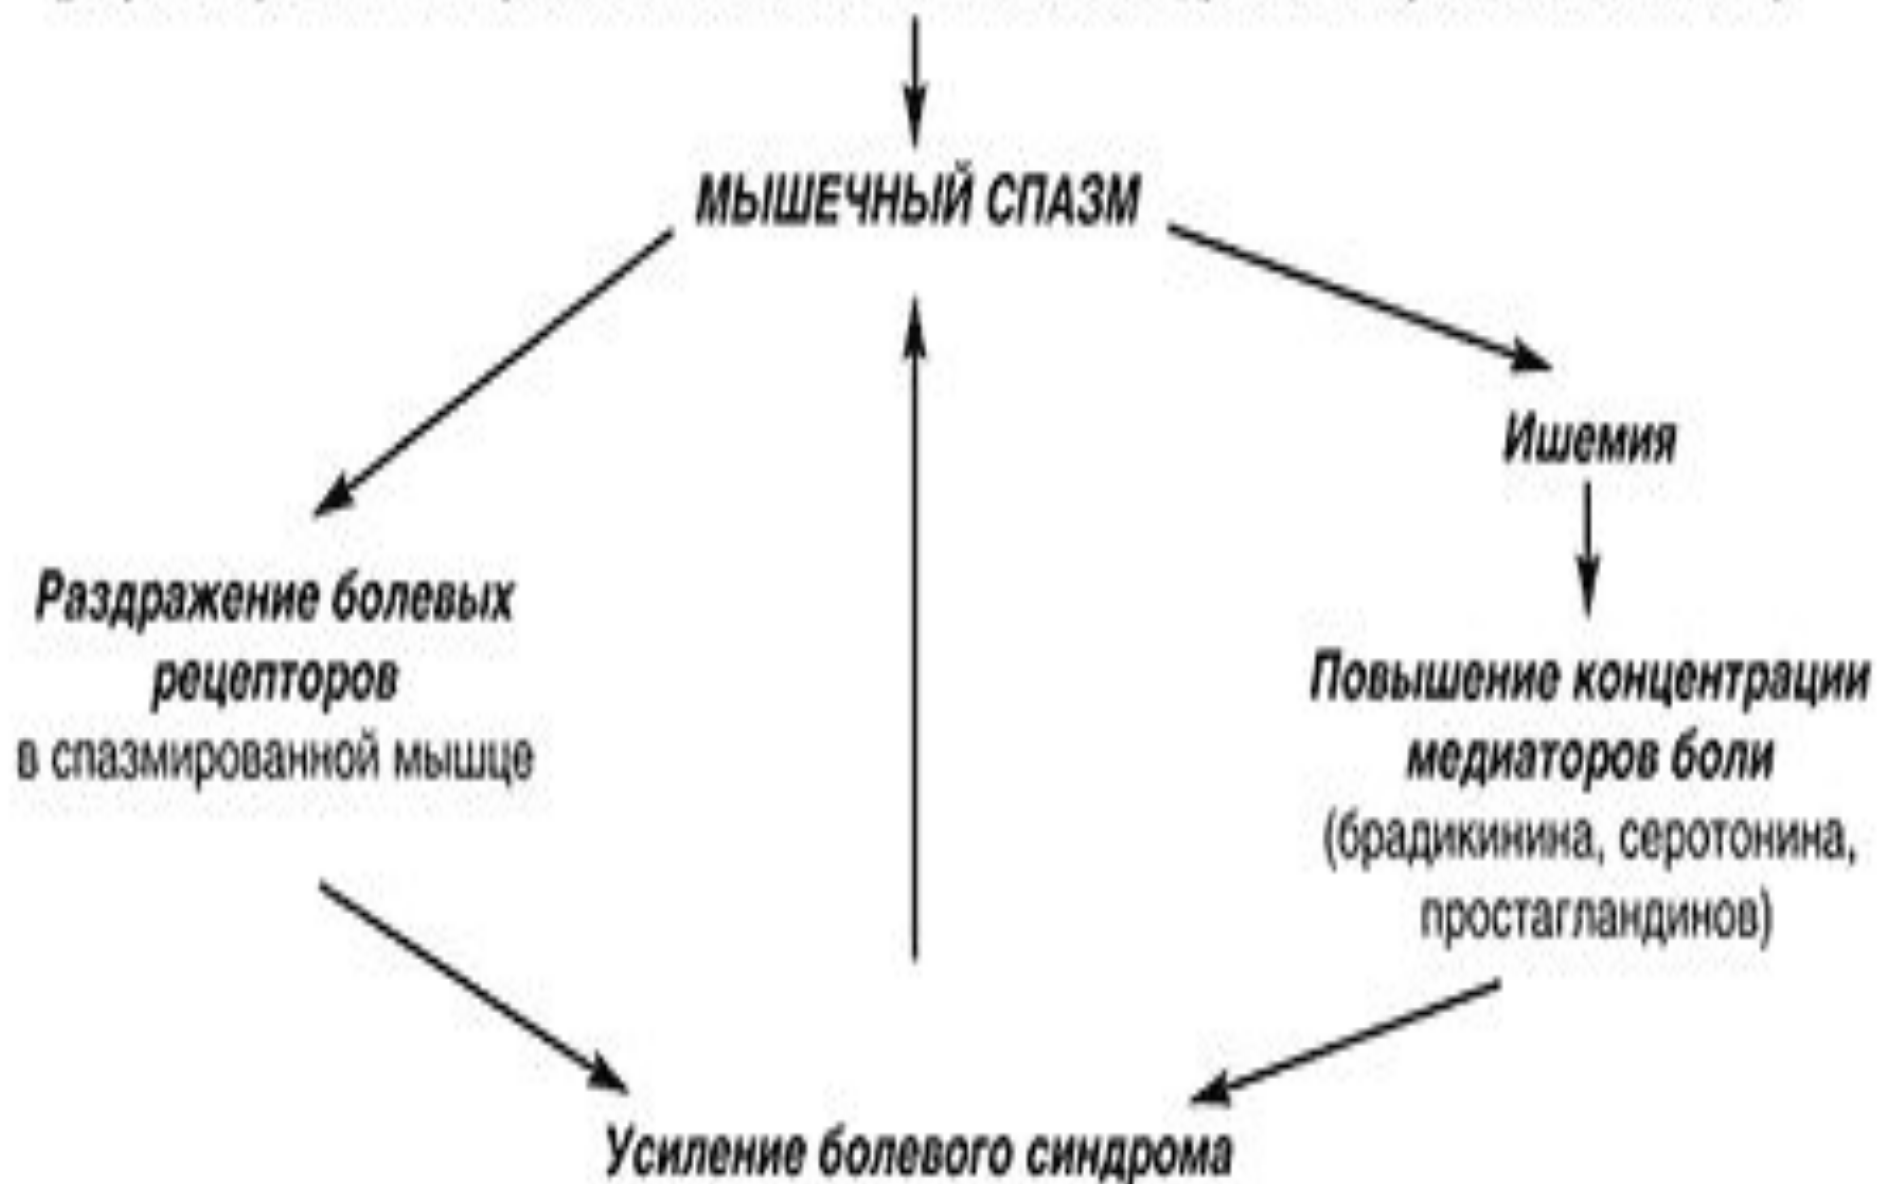 МЫШЕЧНЫЙ СПАЗМ
Ишемия
Раздражение болевых
рецепторов
в спазмированной мышце
Повышение концентрации
медиаторов боли
(брадикинина, серотонина,
простагландинов)
Усиление болевого синдрома